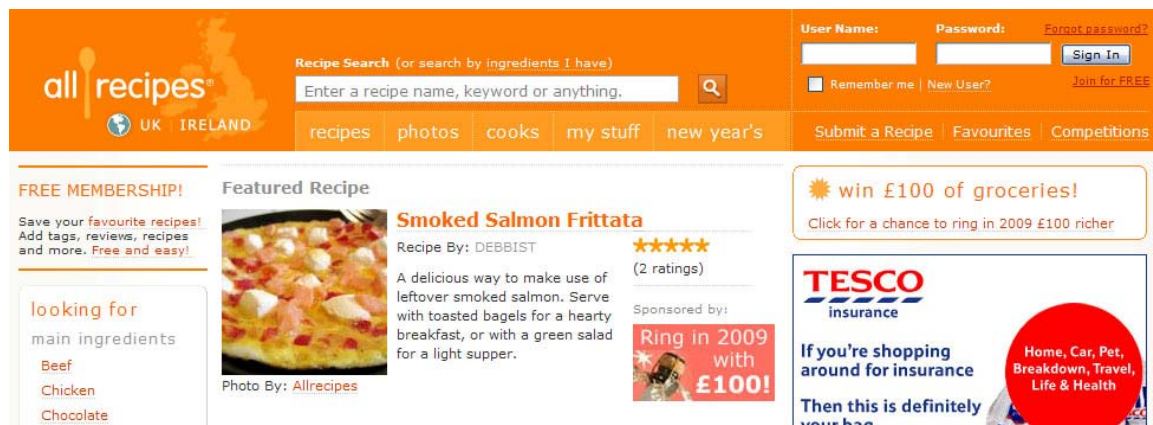 all recipes
UK | IRELAND
Recipe Search (or search by ingredients I have)
Enter a recipe name, keyword or anything.
recipes
photos
cooks
my stuff
new year's
User Name:
Password:
Forgot password?
Sign In
Remember me | New User?
Join for FREE
Submit a Recipe
Favourites
Competitions
FREE MEMBERSHIP!
Save your favourite recipes!
Add tags, reviews, recipes
and more. Free and easy!
looking for
main ingredients
Beef
Chicken
Chocolate
Featured Recipe
Smoked Salmon Frittata
Recipe By: DEBBIST
A delicious way to make use of
leftover smoked salmon. Serve
with toasted bagels for a hearty
breakfast, or with a green salad
for a light supper.
Photo By: Allrecipes
(2 ratings)
Sponsored by:
Ring in 2009
with
£100!
win £100 of groceries!
Click for a chance to ring in 2009 £100 richer
TESCO
insurance
If you're shopping
around for insurance
Then this is definitely
your bag
Home, Car, Pet,
Breakdown, Travel,
Life & Health